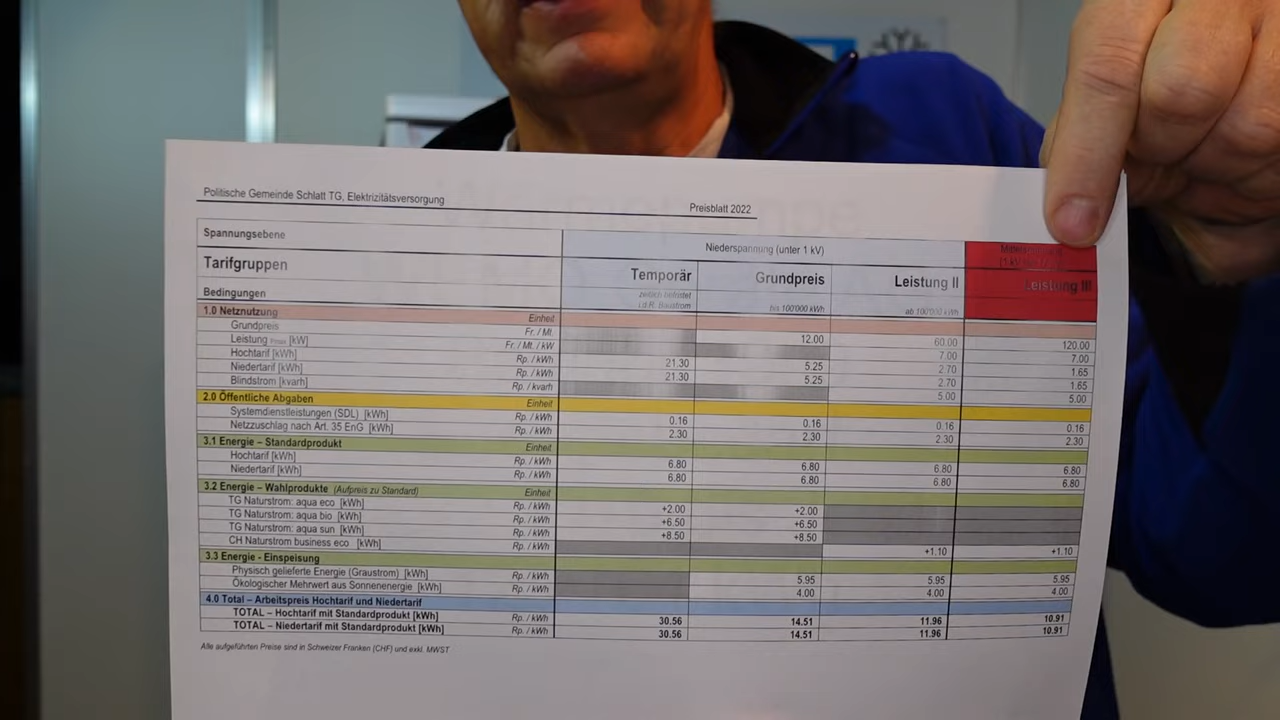 Politische Gemeinde Schlatt TG, Elektrizitätsversorgung Preisblatt 2022
Spannungsebene Niederspannung (unter 1 kV)
Tarifgruppen Temporär Grundpreis Leistung II Leistung III
Bedingungen zeitlich befristet i.d.R. Baustrom bis 100'000 kWh ab 100'000 kWh
1.0 Netznutzung Einheit
Grundpreis Fr. / Mt. 12.00 60.00 120.00
Leistung [kW] Fr. / Mt. / kW 7.00 7.00
Hochtarif [kWh] Rp. / kWh 21.30 5.25 2.70 1.65
Niedertarif [kWh] Rp. / kWh 21.30 5.25 2.70 1.65
Blindstrom [kvarh] Rp. / kvarh 5.00 5.00
2.0 Öffentliche Abgaben Einheit
Systemdienstleistungen (SDL) [kWh] Rp. / kWh 0.16 0.16 0.16 0.16
Netzzuschlag nach Art. 35 EnG [kWh] Rp. / kWh 2.30 2.30 2.30 2.30
3.1 Energie – Standardprodukt Einheit
Hochtarif [kWh] Rp. / kWh 6.80 6.80 6.80 6.80
Niedertarif [kWh] Rp. / kWh 6.80 6.80 6.80 6.80
3.2 Energie – Wahlprodukte (Aufpreis zu Standard) Einheit
TG Naturstrom: aqua eco [kWh] Rp. / kWh +2.00 +2.00
TG Naturstrom: aqua bio [kWh] Rp. / kWh +6.50 +6.50
TG Naturstrom: aqua sun [kWh] Rp. / kWh +8.50 +8.50
CH Naturstrom business eco [kWh] Rp. / kWh +1.10 +1.10
3.3 Energie - Einspeisung
Physisch gelieferte Energie (Graustrom) [kWh] Rp. / kWh 5.95 5.95 5.95
Ökologischer Mehrwert aus Sonnenenergie [kWh] Rp. / kWh 4.00 4.00 4.00
4.0 Total – Arbeitspreis Hochtarif und Niedertarif
TOTAL – Hochtarif mit Standardprodukt [kWh] Rp. / kWh 30.56 14.51 11.96 10.91
TOTAL – Niedertarif mit Standardprodukt [kWh] Rp. / kWh 30.56 14.51 11.96 10.91
Alle aufgeführten Preise sind in Schweizer Franken (CHF) und exkl. MWST